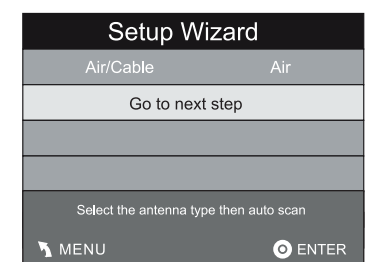 Setup Wizard
Air/Cable Air
Go to next step
Select the antenna type then auto scan
MENU ENTER